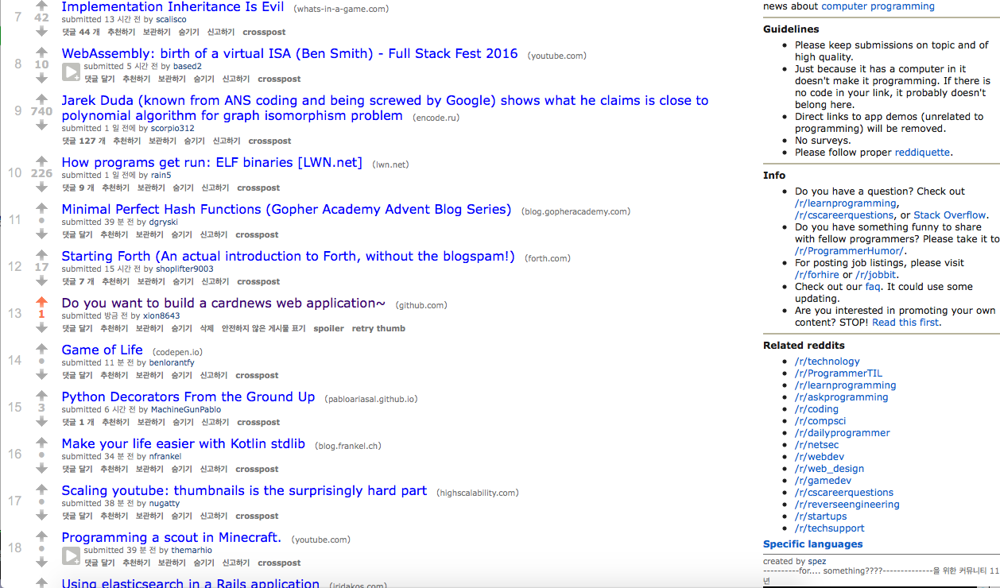 7
42
Implementation Inheritance Is Evil (whats-in-a-game.com)
submitted 13 시간 전 by scalisco
댓글 44 개 추천하기 보관하기 숨기기 신고하기 crosspost
8
10
WebAssembly: birth of a virtual ISA (Ben Smith) - Full Stack Fest 2016 (youtube.com)
submitted 5 시간 전 by based2
댓글 달기 추천하기 보관하기 숨기기 신고하기 crosspost
9
740
Jarek Duda (known from ANS coding and being screwed by Google) shows what he claims is close to
polynomial algorithm for graph isomorphism problem (encode.ru)
submitted 1 일 전에 by scorpio312
댓글 127 개 추천하기 보관하기 숨기기 신고하기 crosspost
10
226
How programs get run: ELF binaries [LWN.net] (lwn.net)
submitted 1 일 전에 by rain5
댓글 9 개 추천하기 보관하기 숨기기 신고하기 crosspost
11
Minimal Perfect Hash Functions (Gopher Academy Advent Blog Series) (blog.gopheracademy.com)
submitted 39 분 전 by dgryski
댓글 달기 추천하기 보관하기 숨기기 신고하기 crosspost
12
17
Starting Forth (An actual introduction to Forth, without the blogspam!) (forth.com)
submitted 15 시간 전 by shoplifter9003
댓글 7 개 추천하기 보관하기 숨기기 신고하기 crosspost
13
1
Do you want to build a cardnews web application~ (github.com)
submitted 방금 전 by xion8643
댓글 달기 추천하기 보관하기 숨기기 삭제 안전하지 않은 게시물 표기 spoiler retry thumb
14
Game of Life (codepen.io)
submitted 11 분 전 by benlorantfy
댓글 달기 추천하기 보관하기 숨기기 신고하기 crosspost
15
3
Python Decorators From the Ground Up (pabloariasal.github.io)
submitted 6 시간 전 by MachineGunPablo
댓글 1 개 추천하기 보관하기 숨기기 신고하기 crosspost
16
Make your life easier with Kotlin stdlib (blog.frankel.ch)
submitted 34 분 전 by nfrankel
댓글 달기 추천하기 보관하기 숨기기 신고하기 crosspost
17
Scaling youtube: thumbnails is the surprisingly hard part (highscalability.com)
submitted 38 분 전 by nugatty
댓글 달기 추천하기 보관하기 숨기기 신고하기 crosspost
18
Programming a scout in Minecraft. (youtube.com)
submitted 39 분 전 by themarhio
댓글 달기 추천하기 보관하기 숨기기 신고하기 crosspost
Using elasticsearch in a Rails application (iridakos.com)
news about computer programming
Guidelines
Please keep submissions on topic and of
high quality.
Just because it has a computer in it
doesn't make it programming. If there is
no code in your link, it probably doesn't
belong here.
Direct links to app demos (unrelated to
programming) will be removed.
No surveys.
Please follow proper reddiquette.
Info
Do you have a question? Check out
/r/learnprogramming,
/r/cscareerquestions, or Stack Overflow.
Do you have something funny to share
with fellow programmers? Please take it to
/r/ProgrammerHumor/.
For posting job listings, please visit
/r/forhire or /r/jobbit.
Check out our faq. It could use some
updating.
Are you interested in promoting your own
content? STOP! Read this first.
Related reddits
/r/technology
/r/ProgrammerTIL
/r/learnprogramming
/r/askprogramming
/r/coding
/r/compsci
/r/dailyprogrammer
/r/netsec
/r/webdev
/r/web_design
/r/gamedev
/r/cscareerquestions
/r/reverseengineering
/r/startups
/r/techsupport
Specific languages
created by spez
----------for.... something????--------------을 위한 커뮤니티 11
년